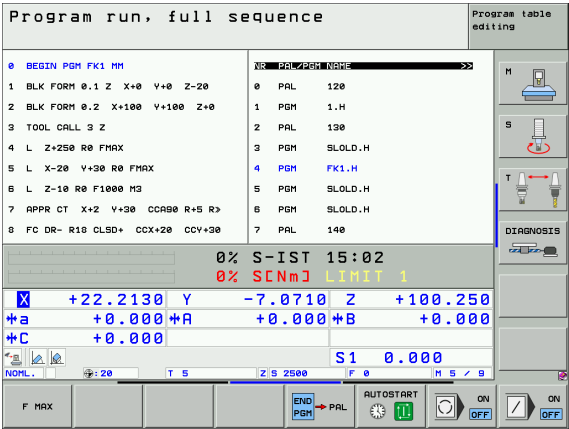 Program run, full sequence
Program table
editing
0 BEGIN PGM FK1 MM
1 BLK FORM 0.1 Z X+0 Y+0 Z-20
2 BLK FORM 0.2 X+100 Y+100 Z+0
3 TOOL CALL 3 Z
4 L Z+250 R0 FMAX
5 L X-20 Y+30 R0 FMAX
6 L Z-10 R0 F1000 M3
7 APPR CT X+2 Y+30 CCA90 R+5 R»
8 FC DR- R18 CLSD+ CCX+20 CCY+30
NR PAL/PGM NAME >>
0 PAL 120
1 PGM 1.H
2 PAL 130
3 PGM SLOLD.H
4 PGM FK1.H
5 PGM SLOLD.H
6 PGM SLOLD.H
7 PAL 140
M
S
T
DIAGNOSIS
0% S-IST 15:02
0% S[Nm] LIMIT 1
X +22.2130 Y -7.0710 Z +100.250
a +0.000 A +0.000 B +0.000
C +0.000
S1 0.000
NOML. :20 T 5 Z S 2500 F 0 M 5 / 9
F MAX
END
PGM → PAL
AUTOSTART
ON
OFF
ON
OFF